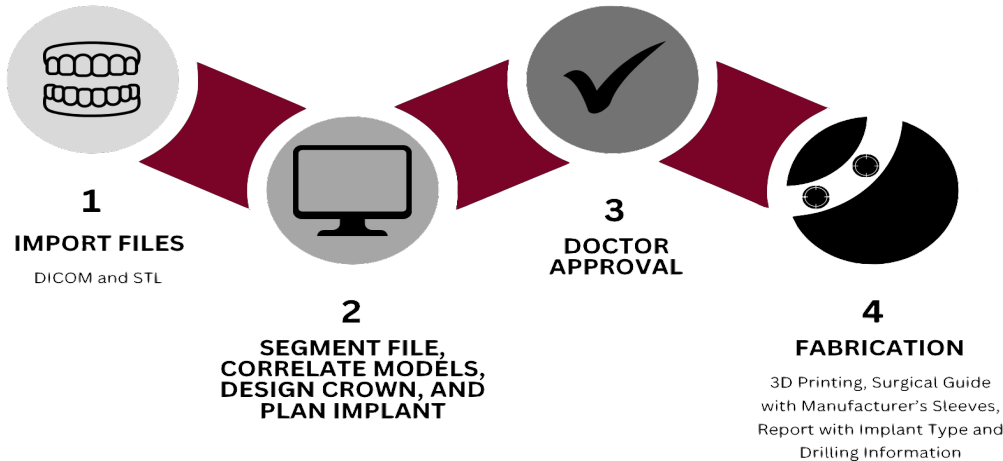 1
IMPORT FILES
DICOM and STL
2
SEGMENT FILE,
CORRELATE MODELS,
DESIGN CROWN, AND
PLAN IMPLANT
3
DOCTOR
APPROVAL
4
FABRICATION
3D Printing, Surgical Guide
with Manufacturer’s Sleeves,
Report with Implant Type and
Drilling Information